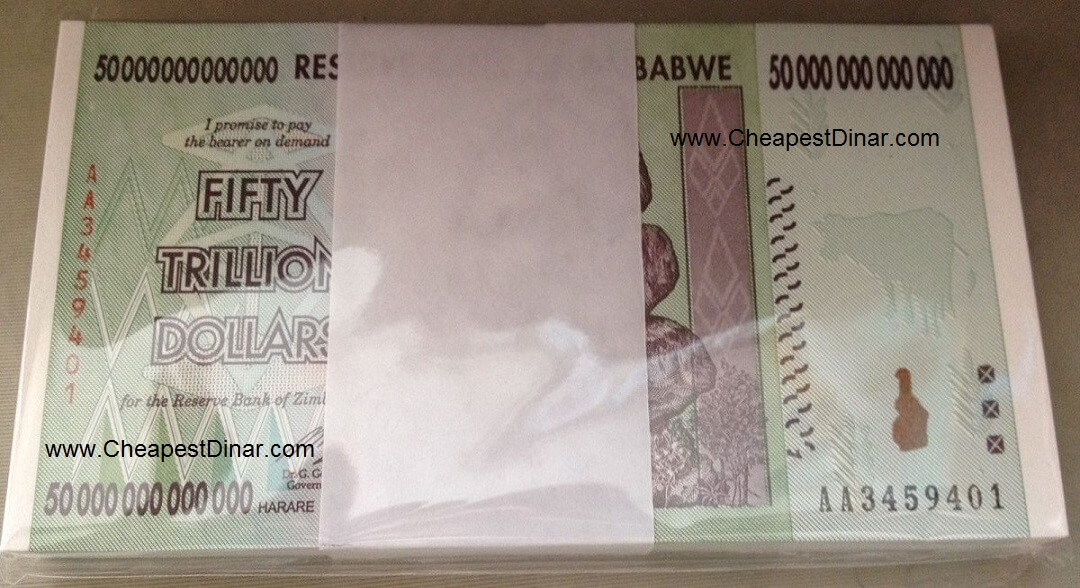 50000000000000 RES
BABWE
50 000 000 000 000
I promise to pay
the bearer on demand
www.CheapestDinar.com
FIFTY
TRILLION
DOLLARS
AA3459401
for the Reserve Bank of Zimb
www.CheapestDinar.com
Dr. G. G
Govern
50 000 000 000 000 HARARE
AA3459401